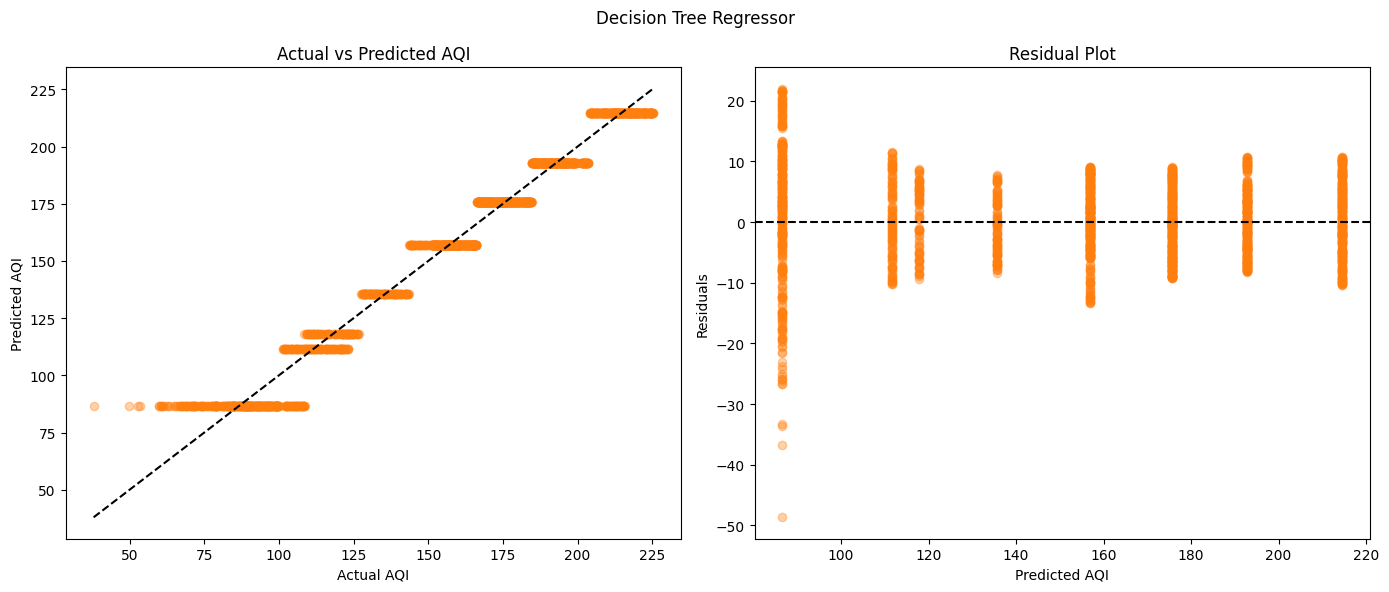 Decision Tree Regressor
Actual vs Predicted AQI
225
200
175
150
125
100
75
50
Predicted AQI
50 75 100 125 150 175 200 225
Actual AQI
Residual Plot
20
10
0
−10
−20
−30
−40
−50
Residuals
100 120 140 160 180 200 220
Predicted AQI